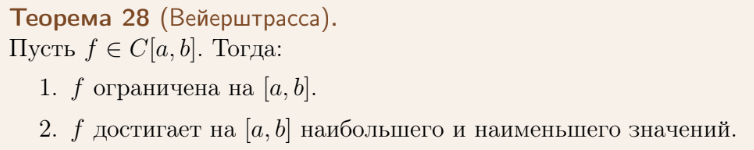 Теорема 28 (Вейерштрасса).
Пусть f ∈ C[a, b]. Тогда:
1. f ограничена на [a, b].
2. f достигает на [a, b] наибольшего и наименьшего значений.